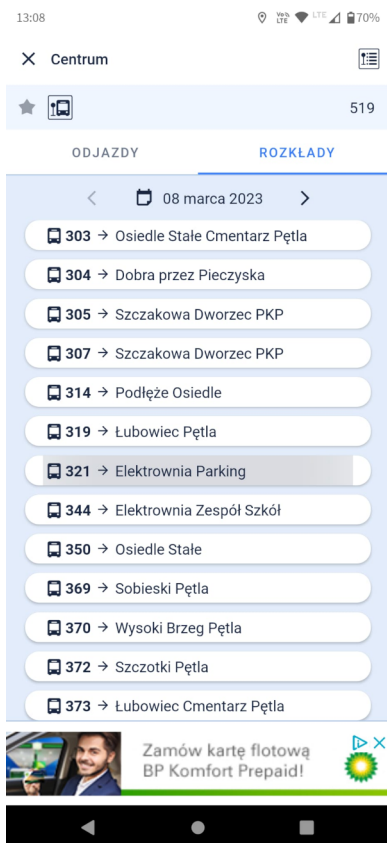 13:08
VoLTE LTE 70%
Centrum
519
ODJAZDY ROZKŁADY
08 marca 2023
303 → Osiedle Stałe Cmentarz Pętla
304 → Dobra przez Pieczyska
305 → Szczakowa Dworzec PKP
307 → Szczakowa Dworzec PKP
314 → Podłęże Osiedle
319 → Łubowiec Pętla
321 → Elektrownia Parking
344 → Elektrownia Zespół Szkół
350 → Osiedle Stałe
369 → Sobieski Pętla
370 → Wysoki Brzeg Pętla
372 → Szczotki Pętla
373 → Łubowiec Cmentarz Pętla
Zamów kartę flotową
BP Komfort Prepaid!